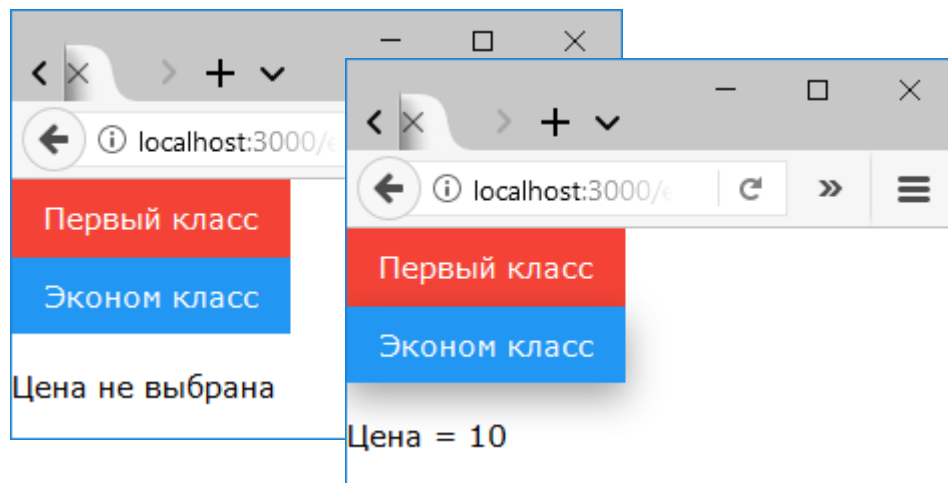 localhost:3000/e
Первый класс
Эконом класс
Цена не выбрана
localhost:3000/e
Первый класс
Эконом класс
Цена = 10